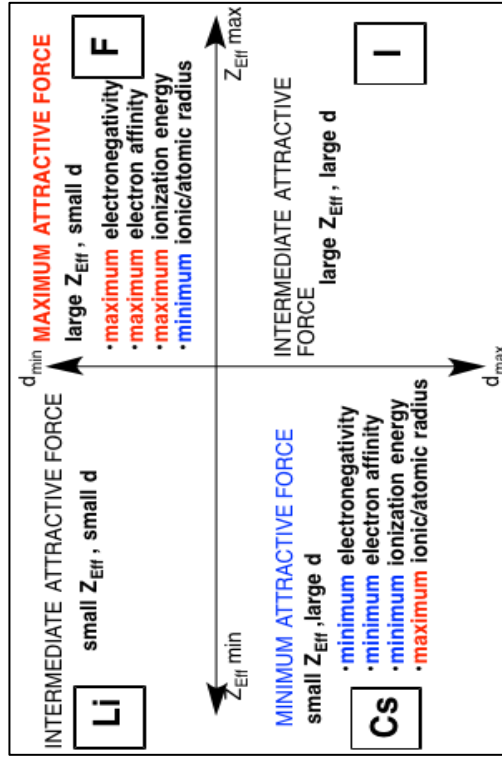 INTERMEDIATE ATTRACTIVE FORCE
small Z_Eff , small d
Li
d_min
MAXIMUM ATTRACTIVE FORCE
large Z_Eff , small d
·maximum electronegativity
·maximum electron affinity
·maximum ionization energy
·minimum ionic/atomic radius
F
Z_Eff min
Z_Eff max
MINIMUM ATTRACTIVE FORCE
small Z_Eff ,large d
·minimum electronegativity
·minimum electron affinity
·minimum ionization energy
·maximum ionic/atomic radius
Cs
INTERMEDIATE ATTRACTIVE
FORCE
large Z_Eff, large d
I
d_max